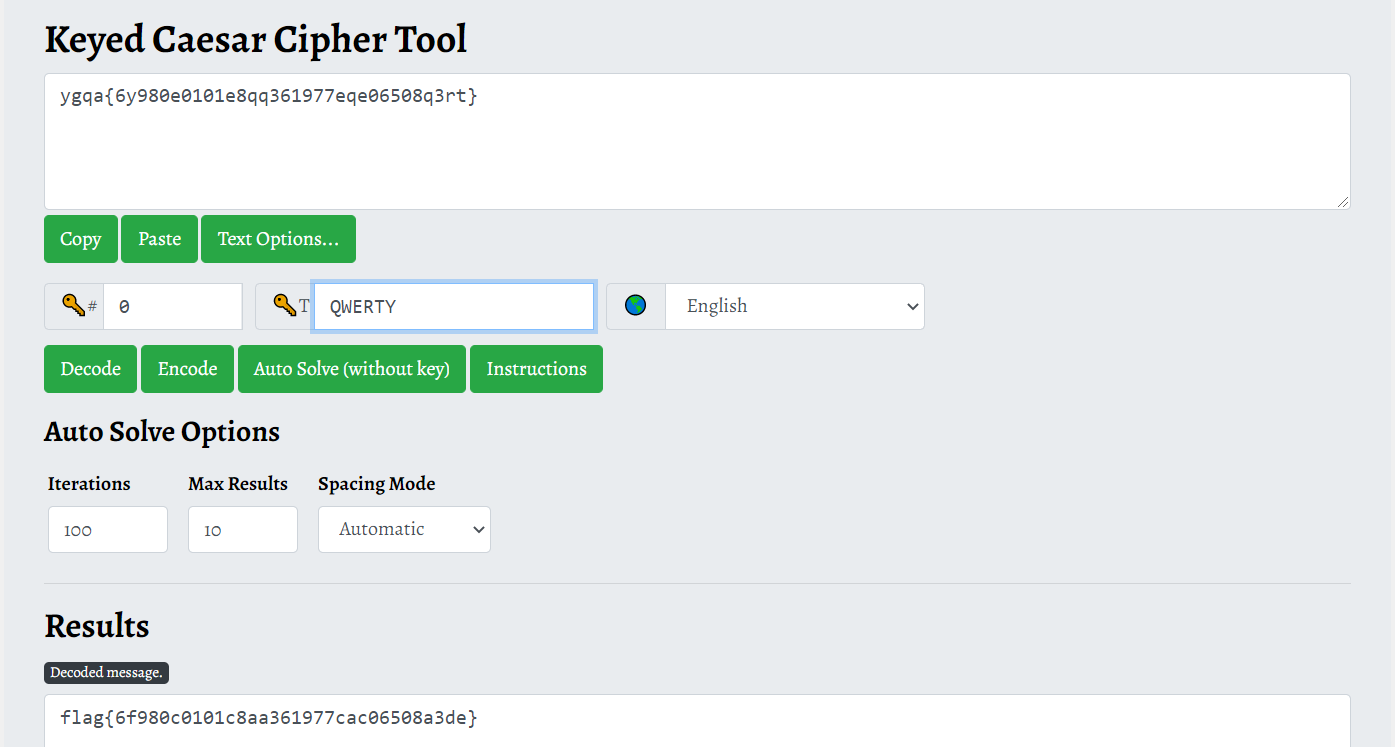 Keyed Caesar Cipher Tool
ygqa{6y980e0101e8qq361977eqe06508q3rt}
Copy Paste Text Options...
# 0 T QWERTY English
Decode Encode Auto Solve (without key) Instructions
Auto Solve Options
Iterations Max Results Spacing Mode
100 10 Automatic
Results
Decoded message.
flag{6f980c0101c8aa361977cac06508a3de}